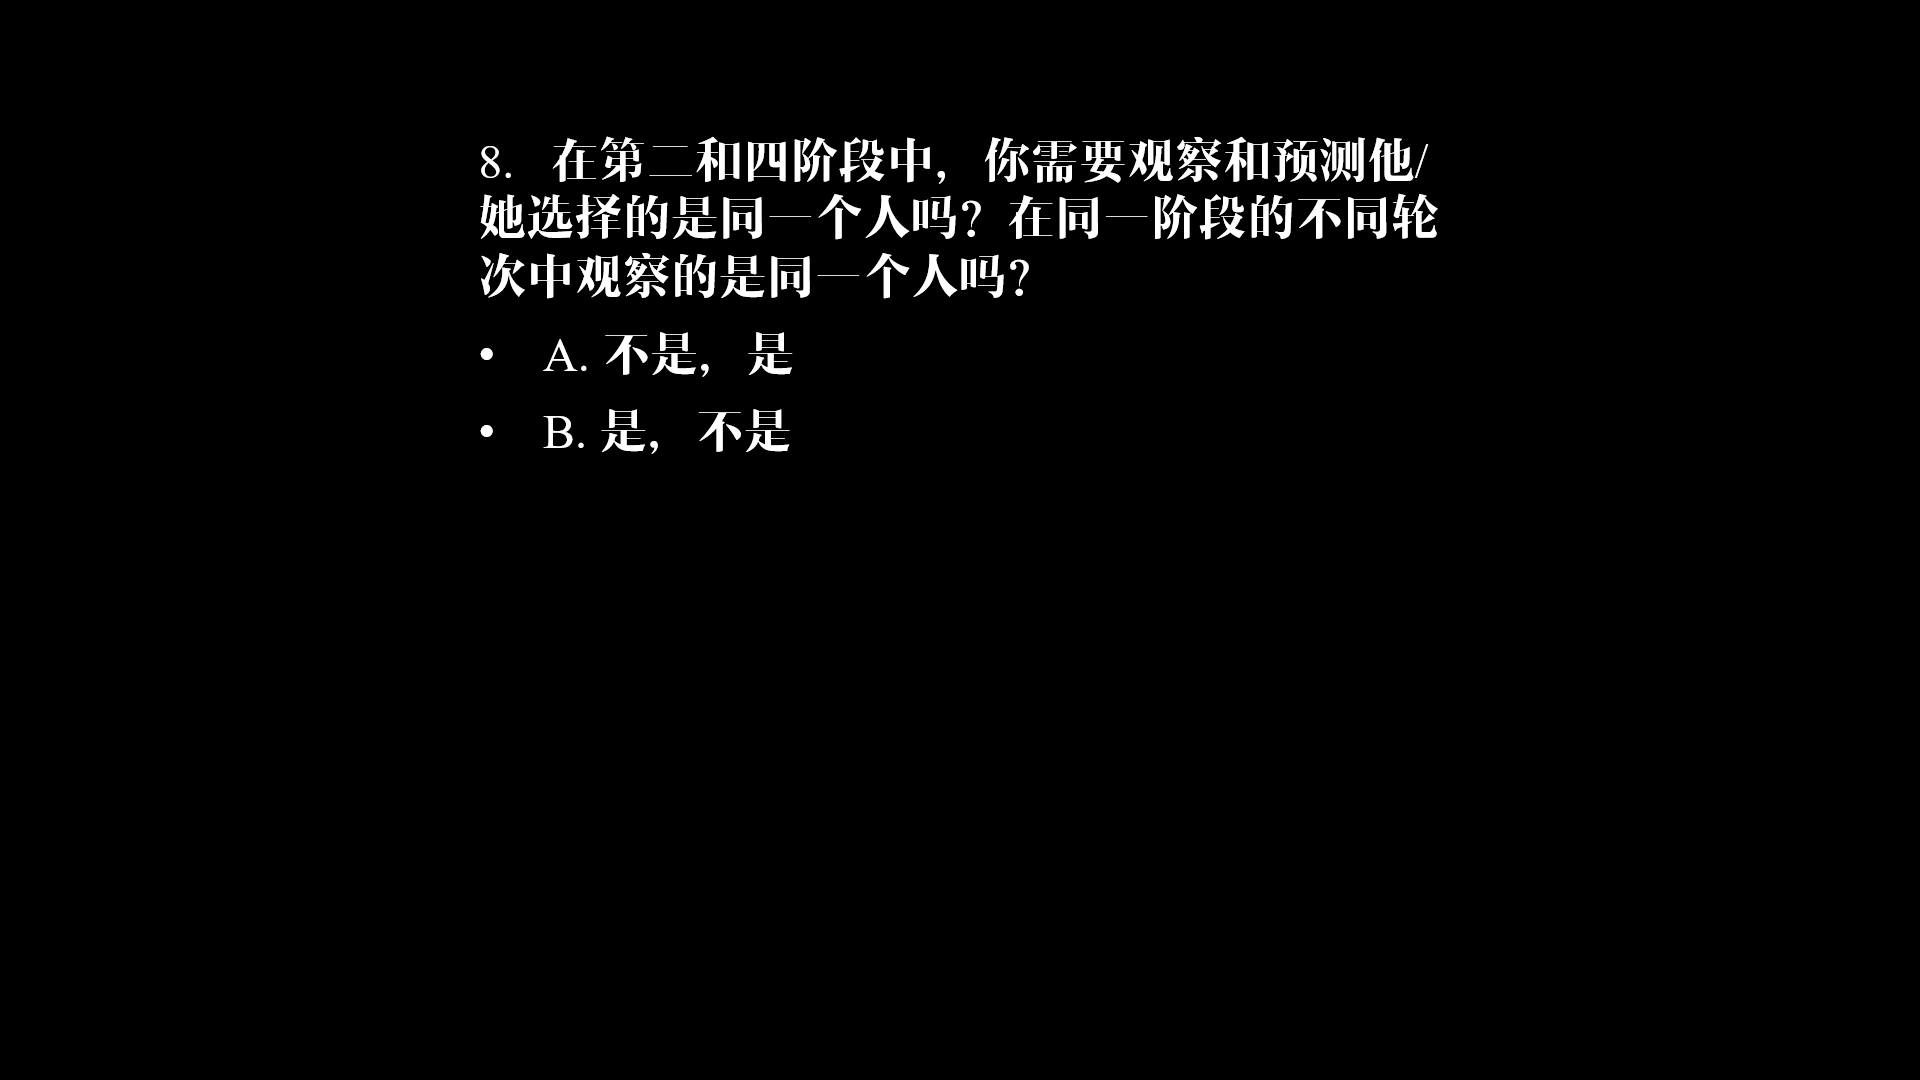 8. 在第二和四阶段中，你需要观察和预测他/
她选择的是同一个人吗？在同一阶段的不同轮
次中观察的是同一个人吗？
• A. 不是，是
• B. 是，不是